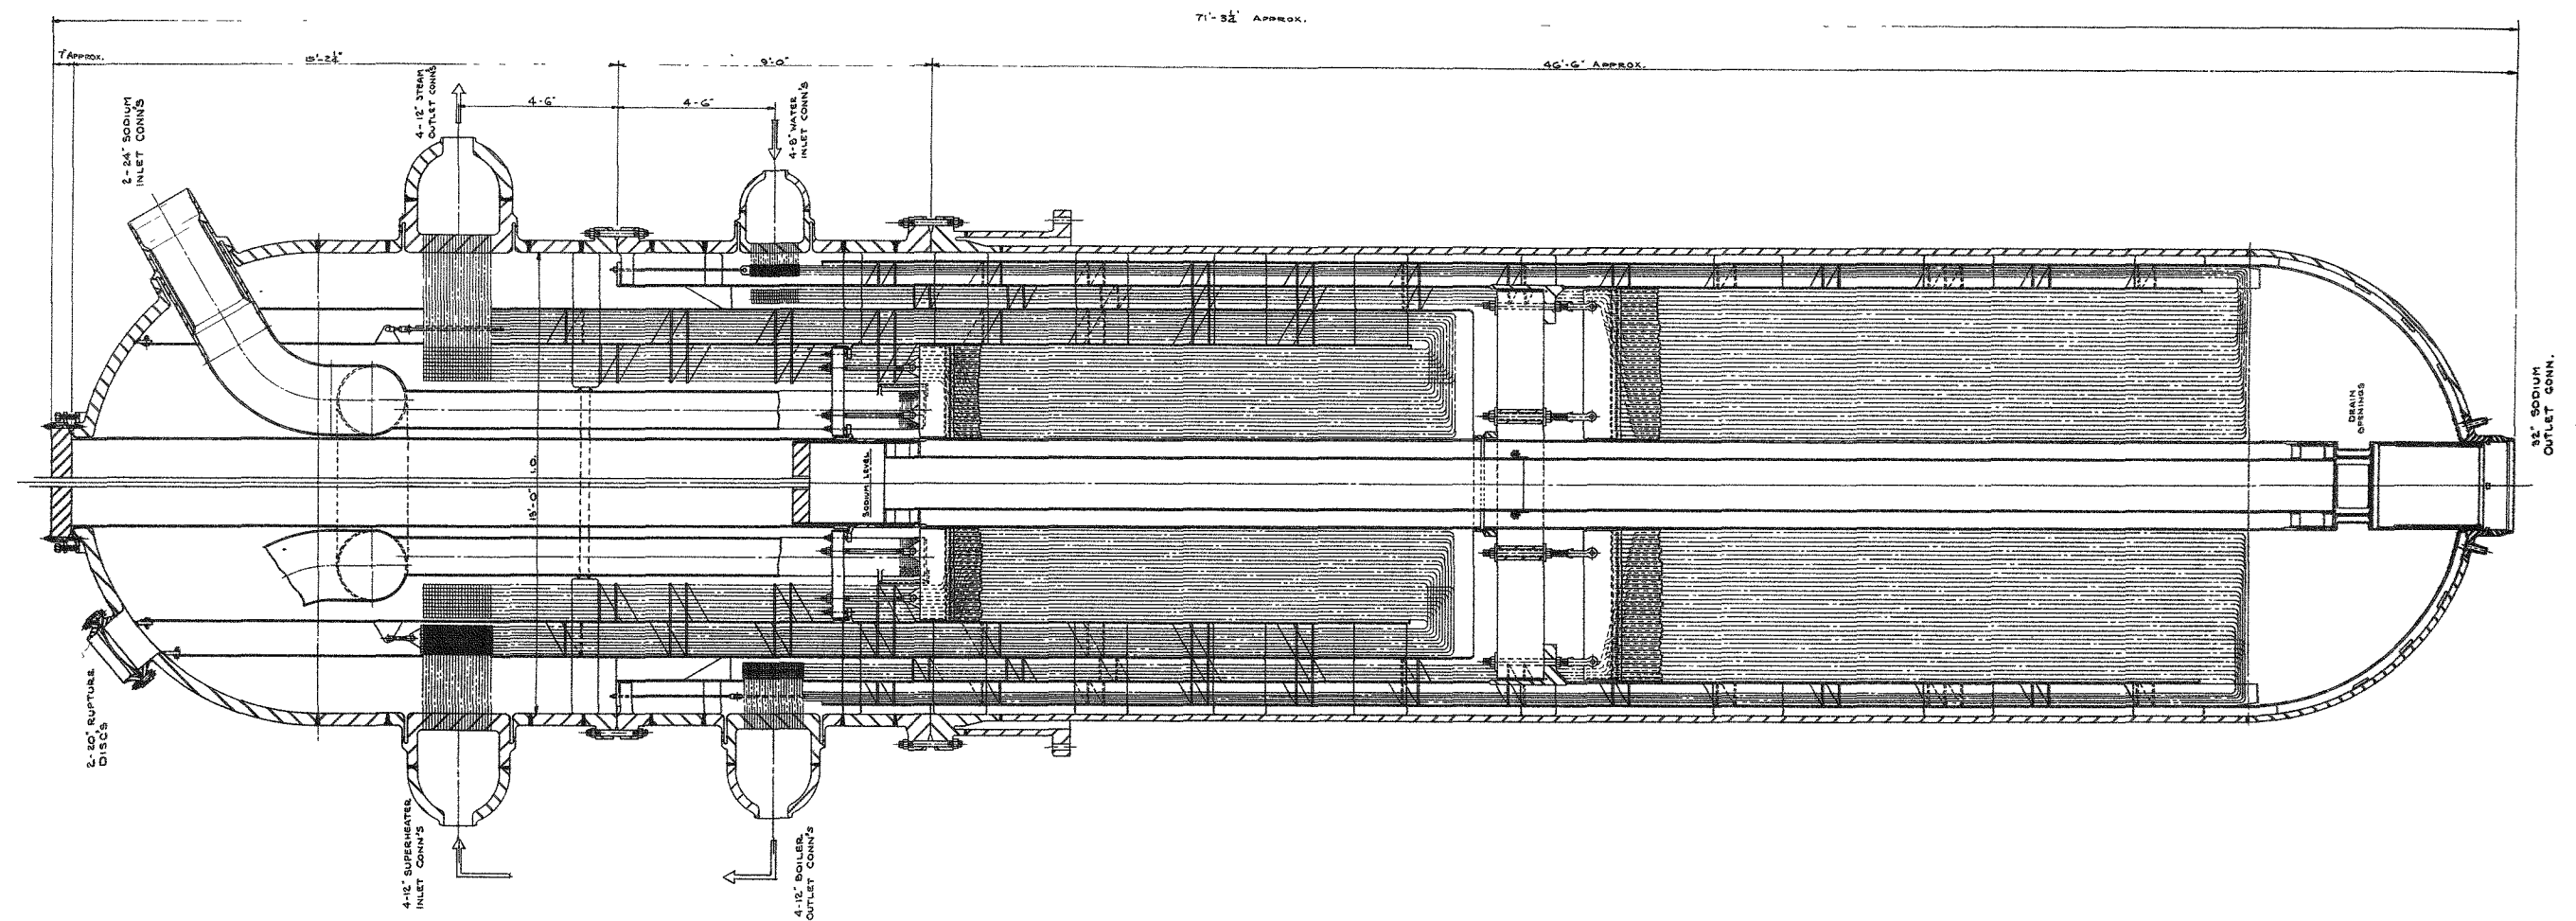 71'-3¼" APPROX.
7" APPROX.
15'-2¼"
9'-0"
46'-6" APPROX.
4-6"
4-6"
2-24" SODIUM
INLET CONN'S
4-12" STEAM
OUTLET CONN'S
4-8" WATER
INLET CONN'S
13'-0" I.D.
SODIUM LEVEL
DRAIN
OPENINGS
32" SODIUM
OUTLET CONN.
2-20" RUPTURE
DISC'S
4-12" SUPERHEATER
INLET CONN'S
4-12" BOILER
OUTLET CONN'S